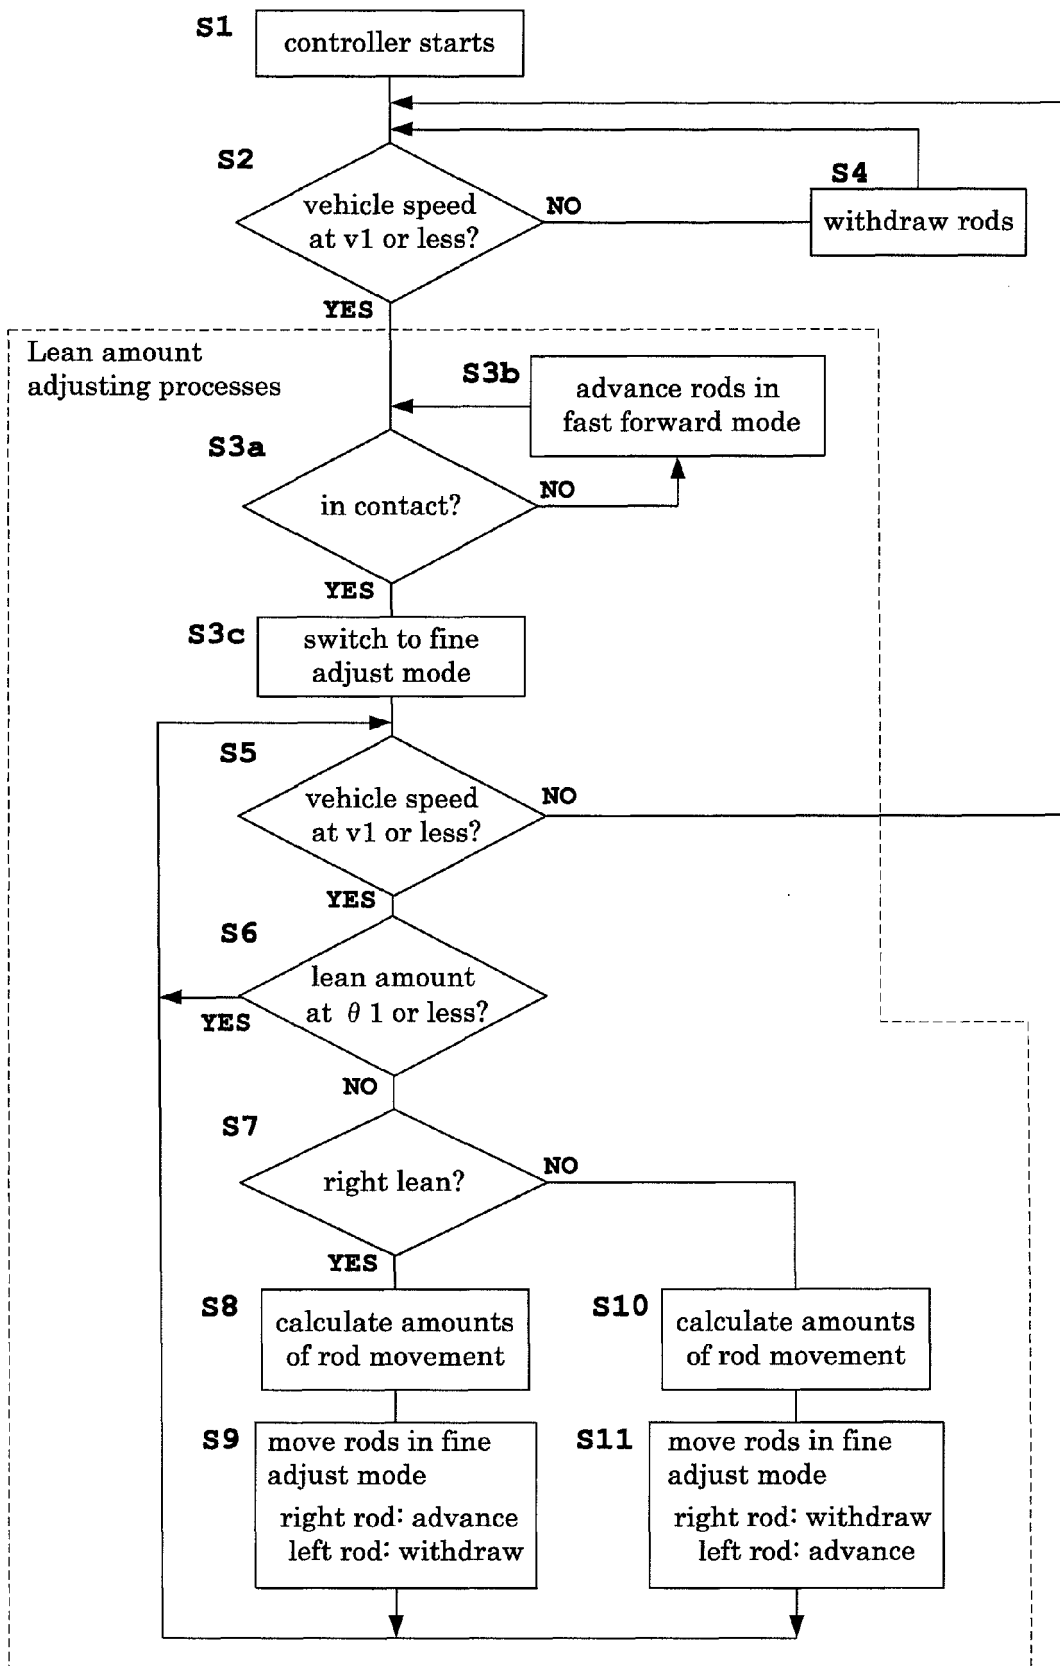 S1
controller starts
S2
vehicle speed
at v1 or less?
NO
S4
withdraw rods
YES
Lean amount
adjusting processes
S3b
advance rods in
fast forward mode
S3a
in contact?
NO
YES
S3c
switch to fine
adjust mode
S5
vehicle speed
at v1 or less?
NO
YES
S6
lean amount
at θ 1 or less?
YES
NO
S7
right lean?
NO
YES
S8
calculate amounts
of rod movement
S10
calculate amounts
of rod movement
S9
move rods in fine
adjust mode
right rod: advance
left rod: withdraw
S11
move rods in fine
adjust mode
right rod: withdraw
left rod: advance